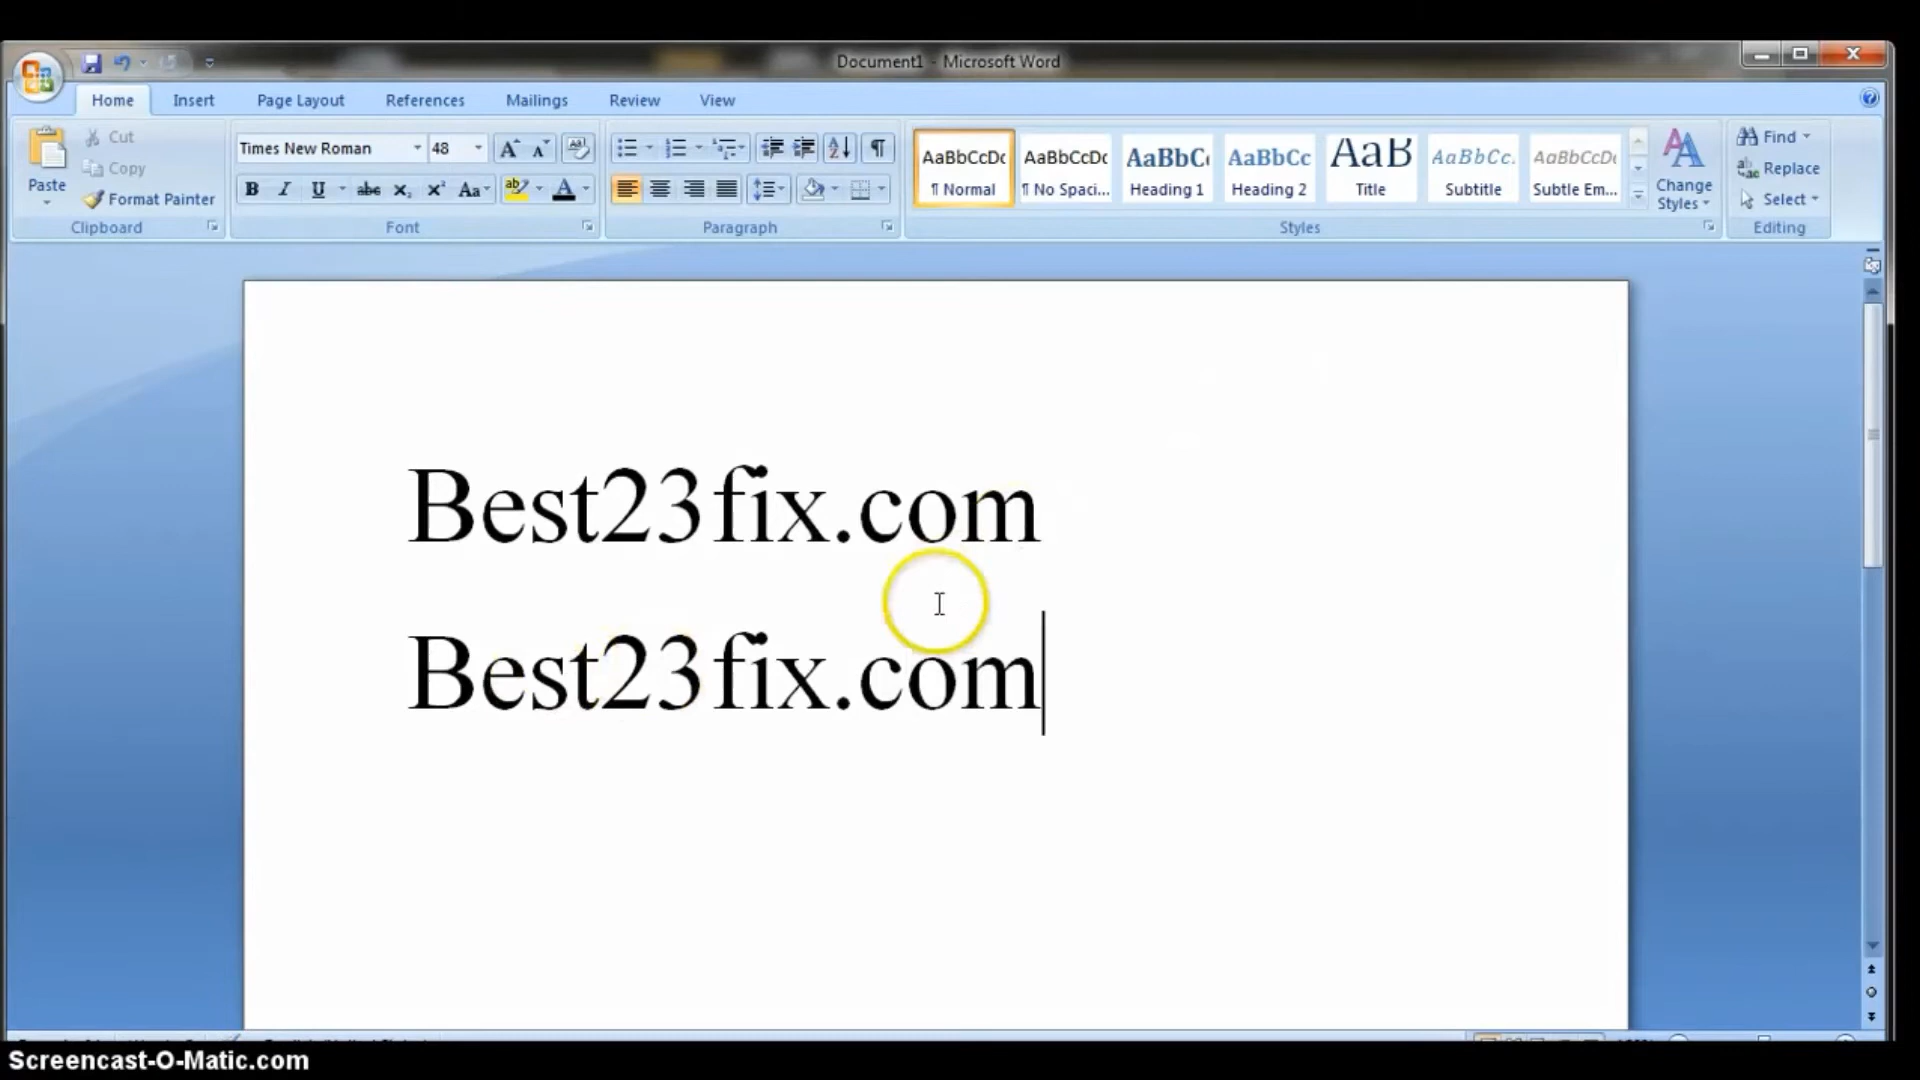 Document1 - Microsoft Word
Home Insert Page Layout References Mailings Review View
Cut
Copy
Paste
Format Painter
Clipboard
Times New Roman 48
Font
Paragraph
AaBbCcDc AaBbCcDc AaBbC AaBbCc AaB AaBbCc. AaBbCcDc
¶ Normal ¶ No Spaci... Heading 1 Heading 2 Title Subtitle Subtle Em...
Change Styles
Styles
Find
Replace
Select
Editing
Best23fix.com
Best23fix.com
Screencast-O-Matic.com